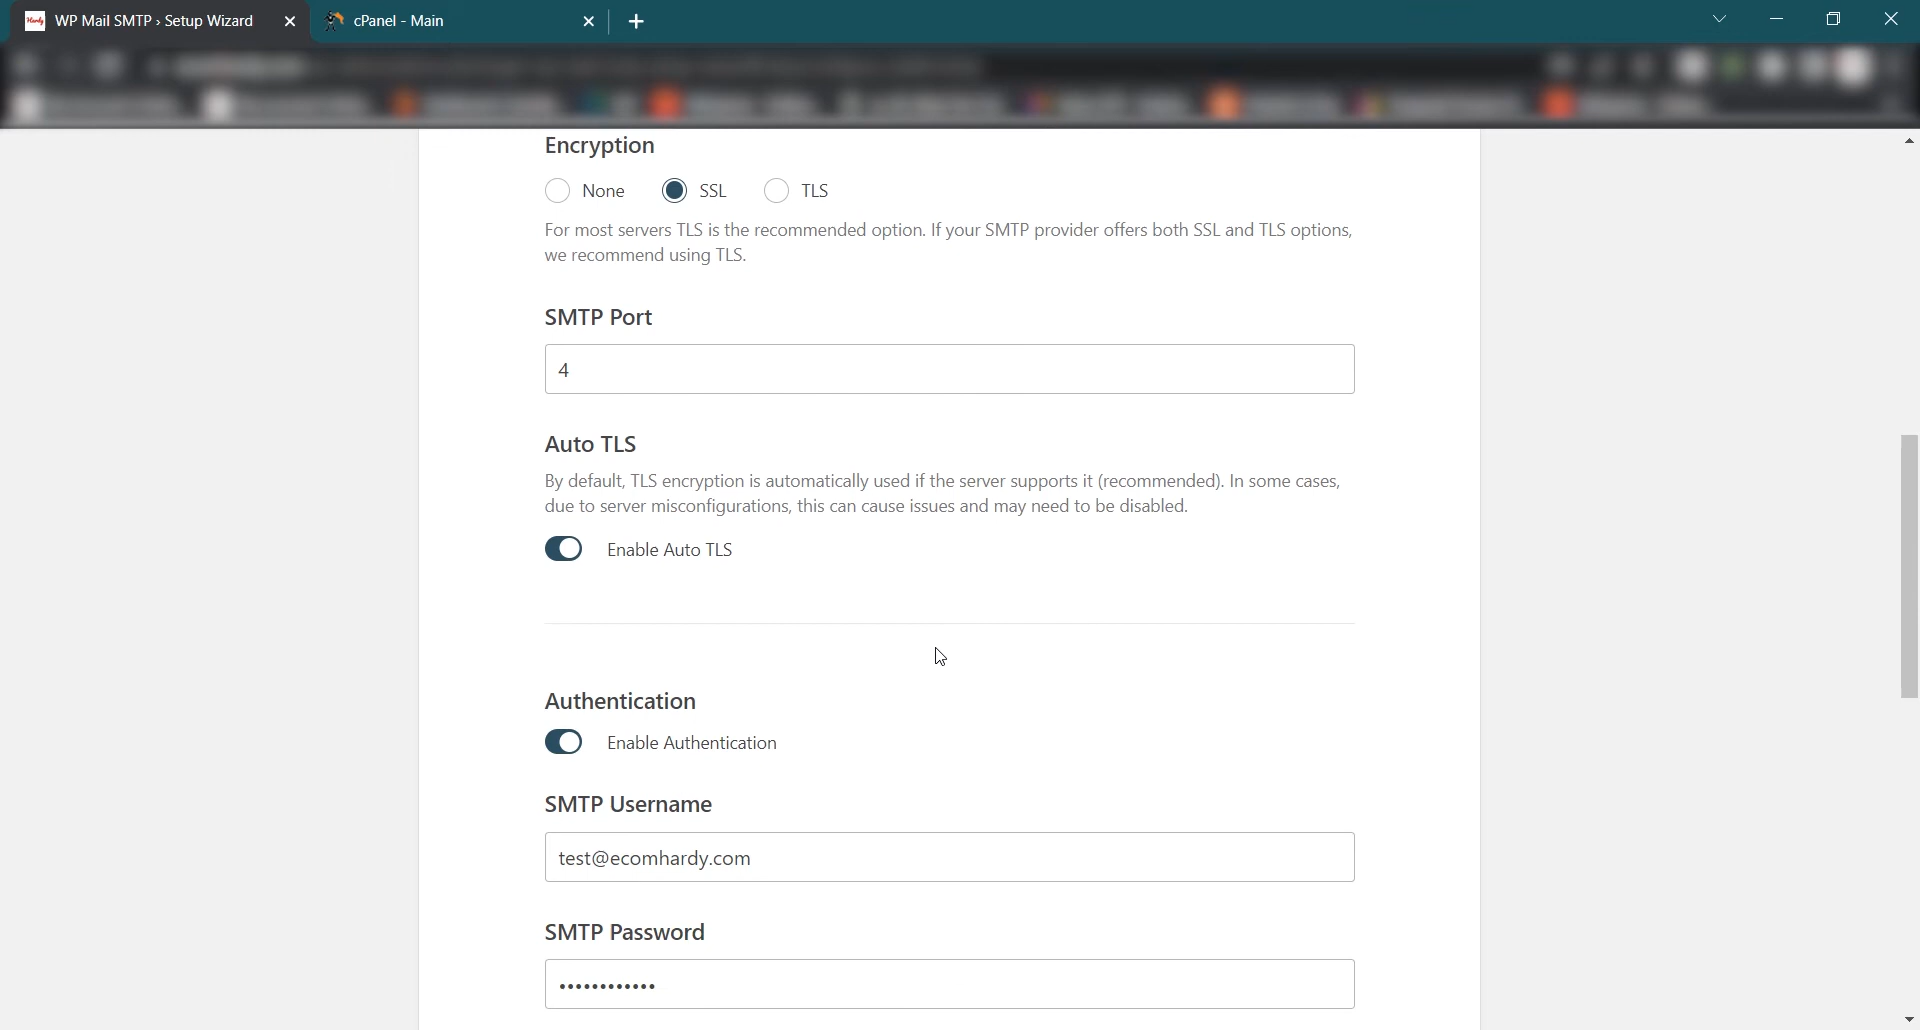 WP Mail SMTP › Setup Wizard
cPanel - Main
Encryption
None SSL TLS
For most servers TLS is the recommended option. If your SMTP provider offers both SSL and TLS options,
we recommend using TLS.
SMTP Port
4
Auto TLS
By default, TLS encryption is automatically used if the server supports it (recommended). In some cases,
due to server misconfigurations, this can cause issues and may need to be disabled.
Enable Auto TLS
Authentication
Enable Authentication
SMTP Username
test@ecomhardy.com
SMTP Password
••••••••••••